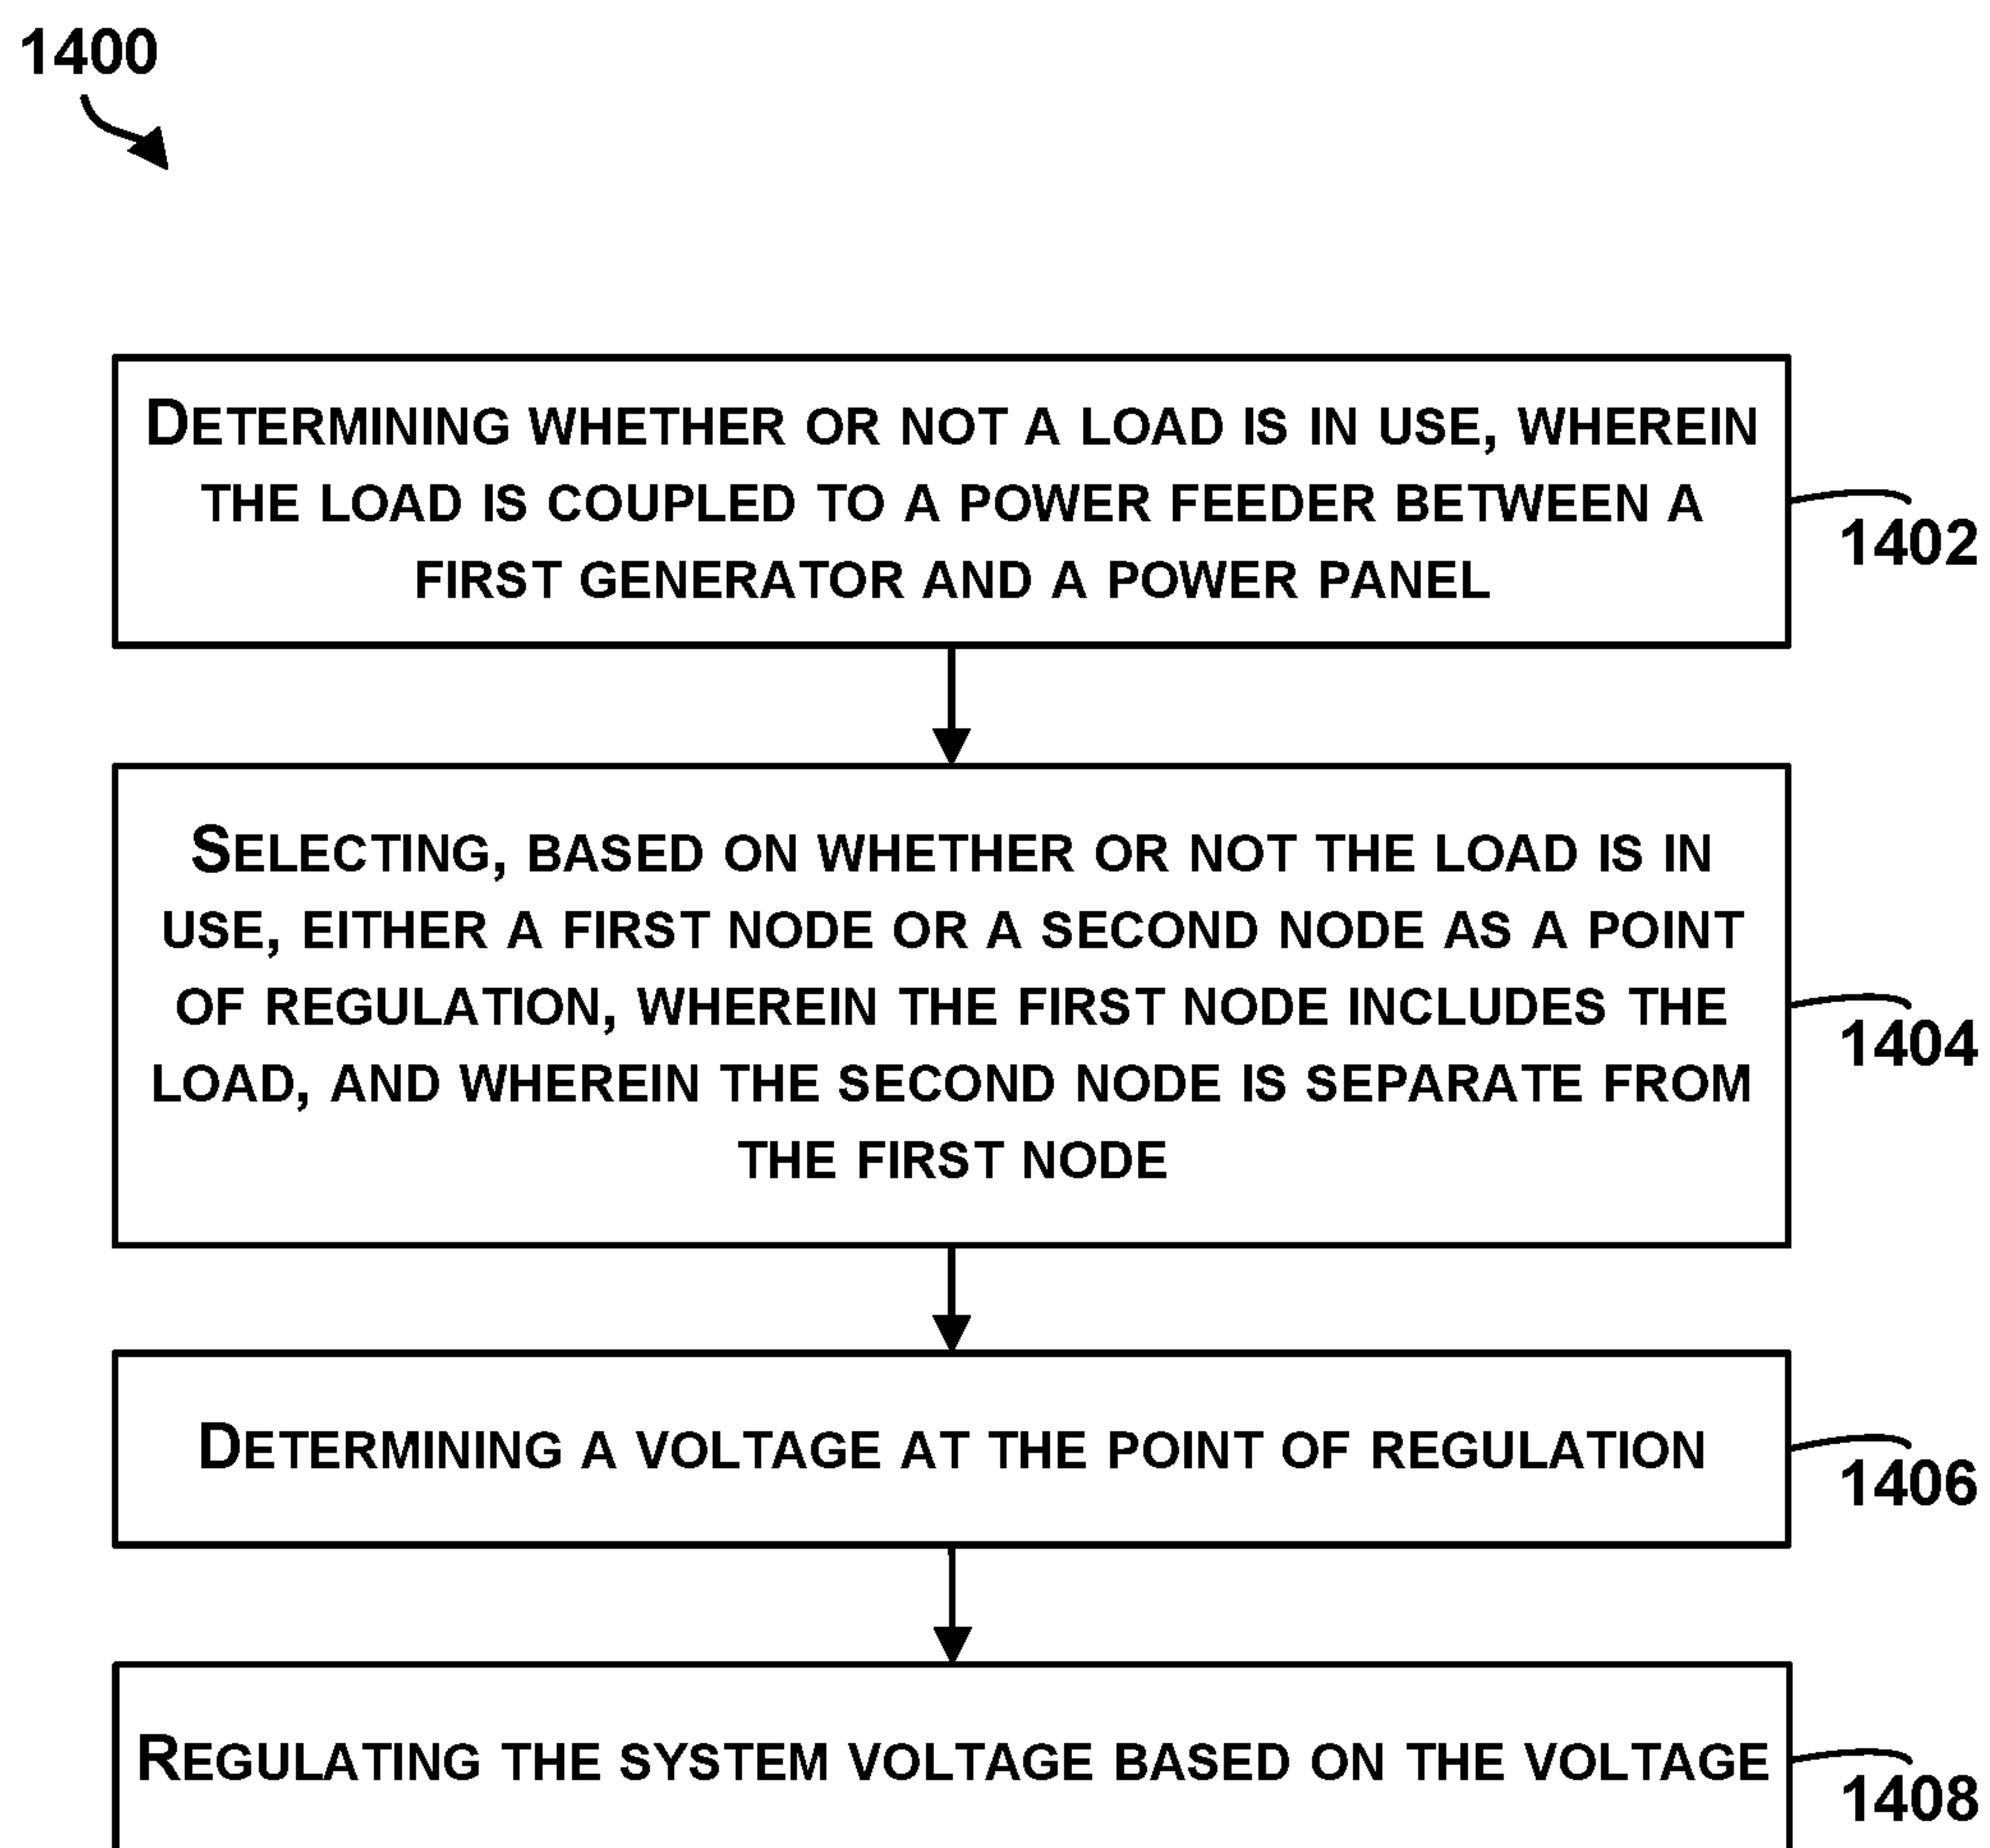 1400
DETERMINING WHETHER OR NOT A LOAD IS IN USE, WHEREIN
THE LOAD IS COUPLED TO A POWER FEEDER BETWEEN A
FIRST GENERATOR AND A POWER PANEL
1402
SELECTING, BASED ON WHETHER OR NOT THE LOAD IS IN
USE, EITHER A FIRST NODE OR A SECOND NODE AS A POINT
OF REGULATION, WHEREIN THE FIRST NODE INCLUDES THE
LOAD, AND WHEREIN THE SECOND NODE IS SEPARATE FROM
THE FIRST NODE
1404
DETERMINING A VOLTAGE AT THE POINT OF REGULATION
1406
REGULATING THE SYSTEM VOLTAGE BASED ON THE VOLTAGE
1408